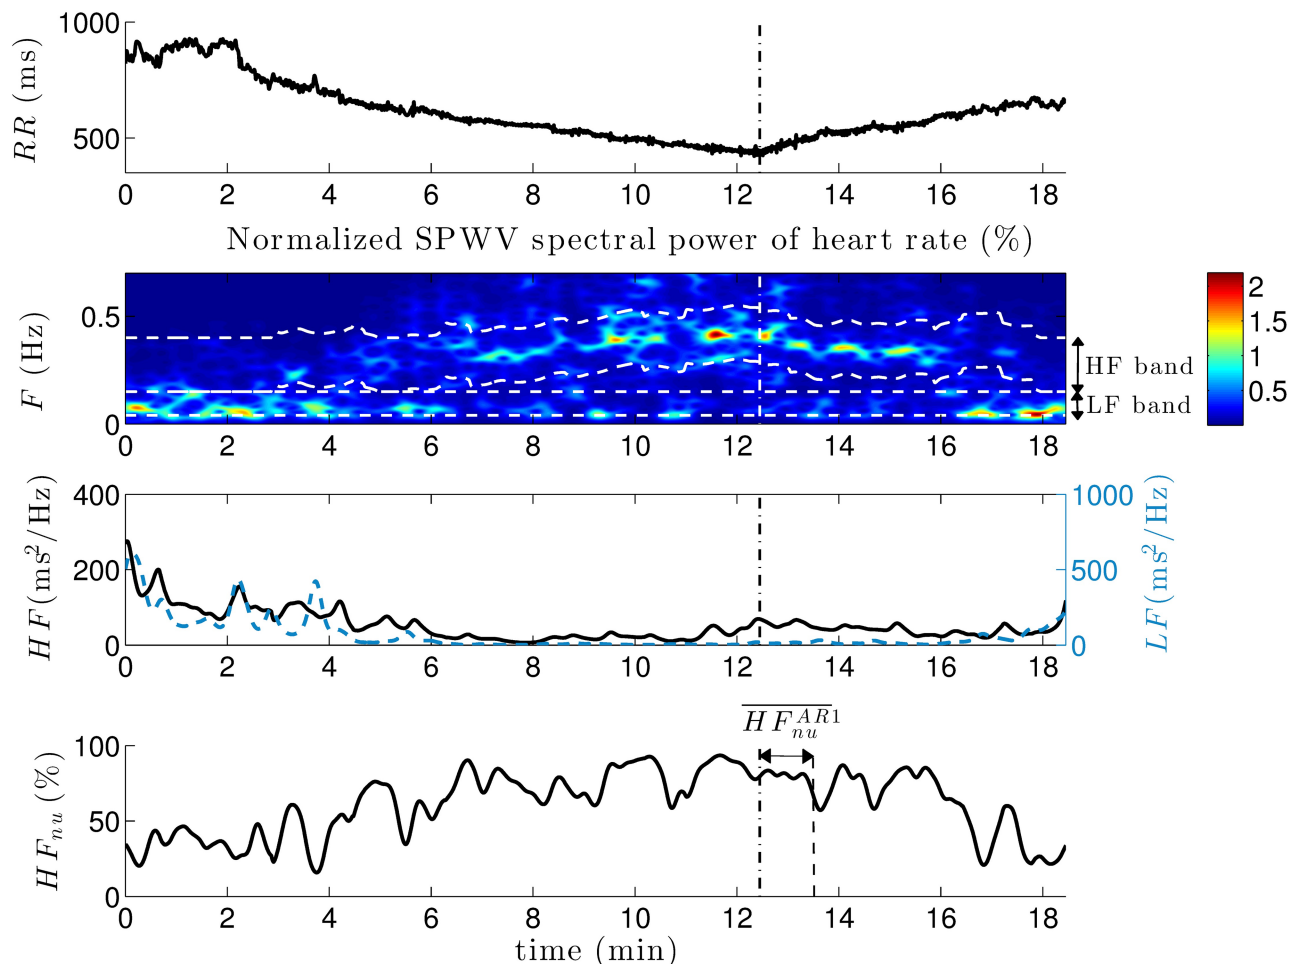 1000
500
RR (ms)
0 2 4 6 8 10 12 14 16 18
Normalized SPWV spectral power of heart rate (%)
0.5
0
F (Hz)
HF band
LF band
2
1.5
1
0.5
0 2 4 6 8 10 12 14 16 18
400
200
0
HF(ms²/Hz)
1000
500
0
LF(ms²/Hz)
0 2 4 6 8 10 12 14 16 18
HF_nu^AR1
100
50
0
HF_nu(%)
0 2 4 6 8 10 12 14 16 18
time (min)